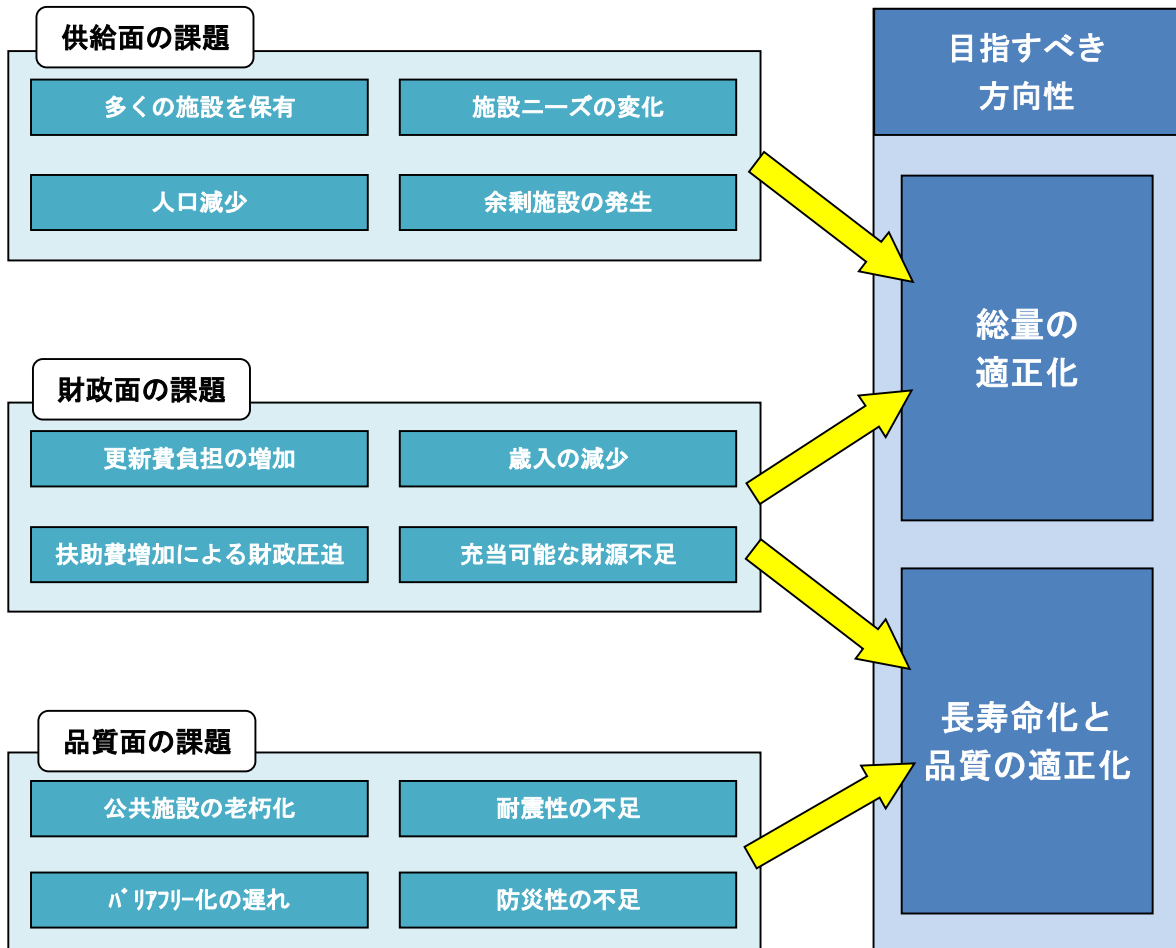 供給面の課題
多くの施設を保有
施設ニーズの変化
人口減少
余剰施設の発生
財政面の課題
更新費負担の増加
歳入の減少
扶助費増加による財政圧迫
充当可能な財源不足
品質面の課題
公共施設の老朽化
耐震性の不足
ﾊﾞﾘｱﾌﾘｰ化の遅れ
防災性の不足
目指すべき
方向性
総量の
適正化
長寿命化と
品質の適正化